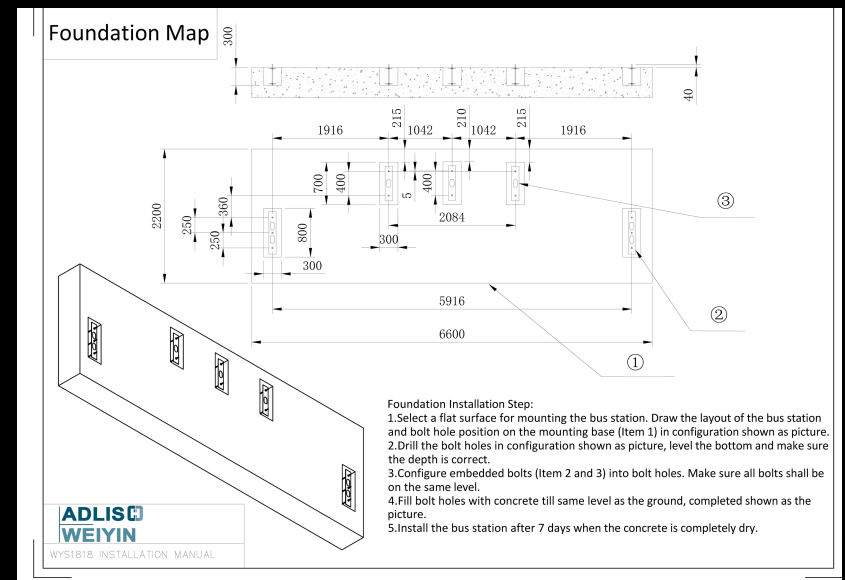 Foundation Map
300
40
215
210
215
1916
1042
1042
1916
700
400
5
400
③
2200
360
250
250
800
300
300
2084
5916
②
6600
①
Foundation Installation Step:
1.Select a flat surface for mounting the bus station. Draw the layout of the bus station
and bolt hole position on the mounting base (Item 1) in configuration shown as picture.
2.Drill the bolt holes in configuration shown as picture, level the bottom and make sure
the depth is correct.
3.Configure embedded bolts (Item 2 and 3) into bolt holes. Make sure all bolts shall be
on the same level.
4.Fill bolt holes with concrete till same level as the ground, completed shown as the
picture.
5.Install the bus station after 7 days when the concrete is completely dry.
ADLISO
WEIYIN
WYS1818 INSTALLATION MANUAL